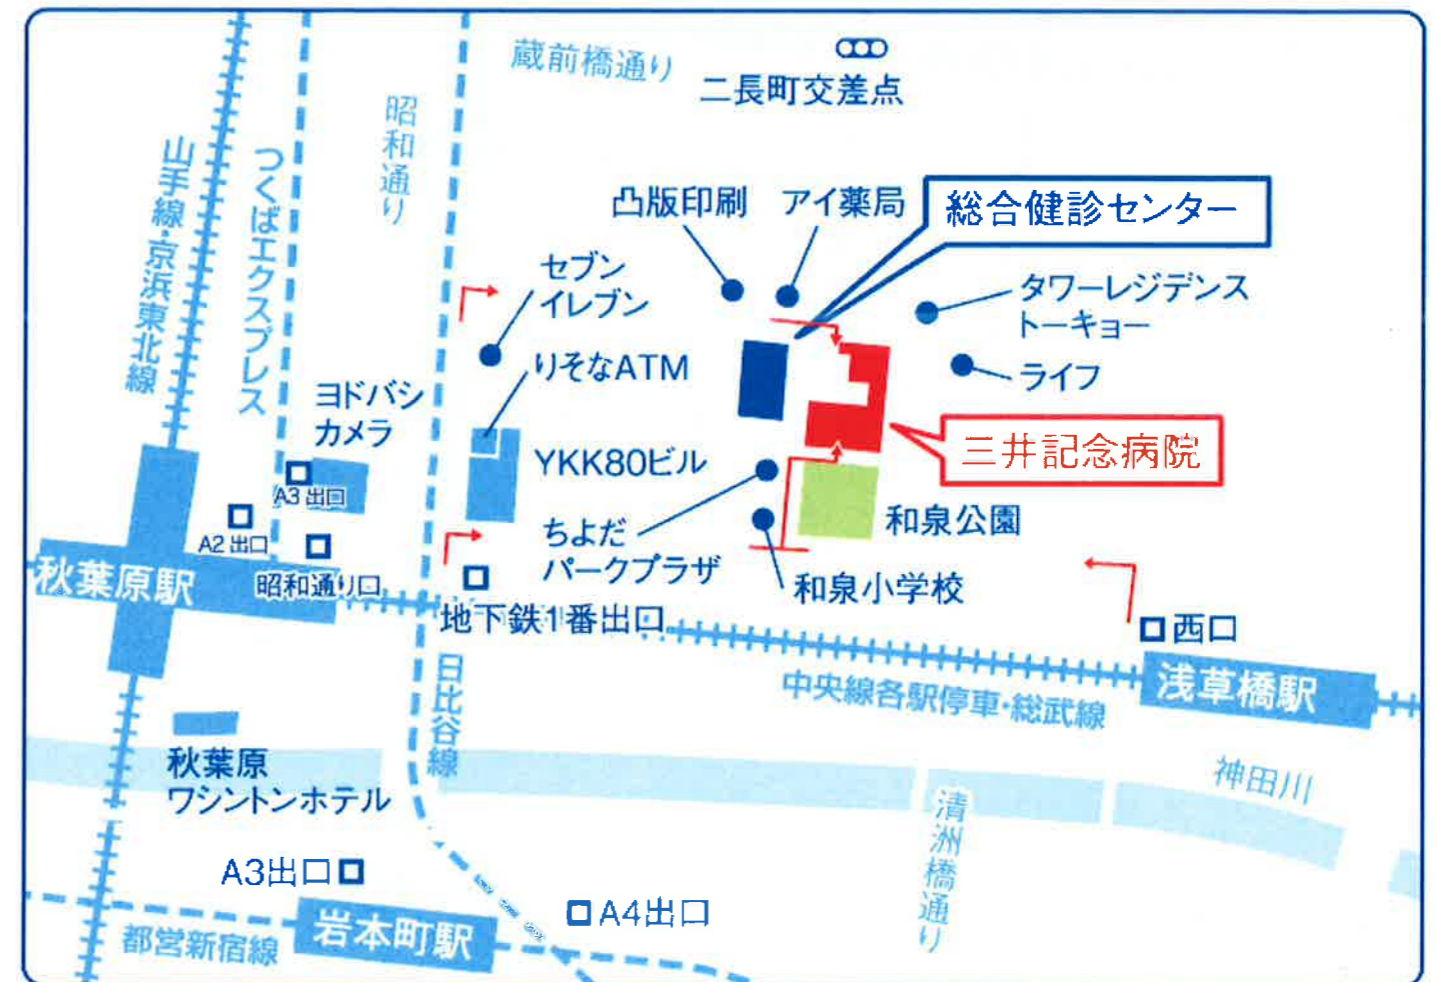 蔵前橋通り
二長町交差点
昭和通り
山手線・京浜東北線
つくばエクスプレス
凸版印刷
アイ薬局
総合健診センター
セブン
イレブン
タワーレジデンス
トーキョー
りそなATM
ライフ
ヨドバシ
カメラ
三井記念病院
YKK80ビル
A3出口
和泉公園
A2出口
ちよだ
パークプラザ
昭和通り口
秋葉原駅
和泉小学校
地下鉄1番出口
西口
日比谷線
中央線各駅停車・総武線
浅草橋駅
秋葉原
ワシントンホテル
神田川
清洲橋通り
A3出口
A4出口
岩本町駅
都営新宿線